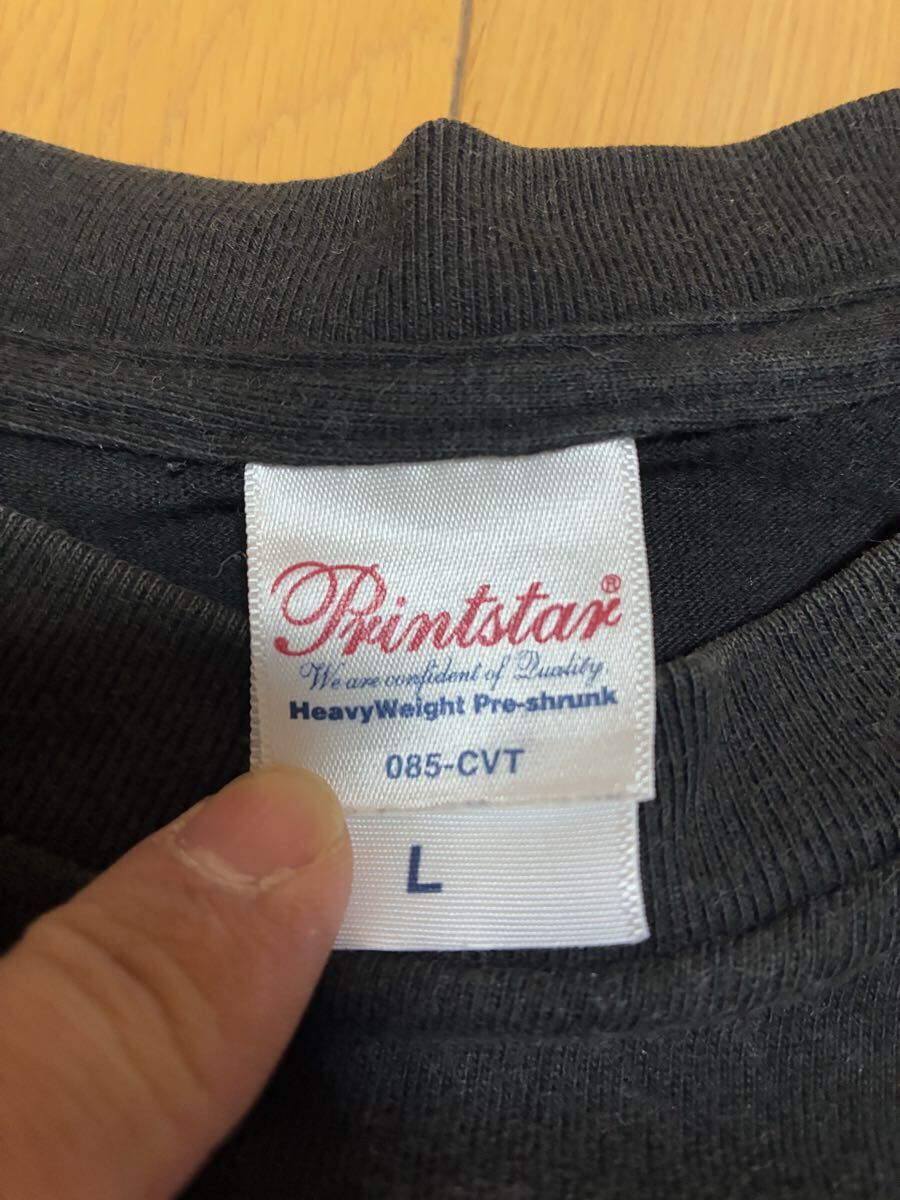 Printstar®
We are confident of Quality
HeavyWeight Pre-shrunk
085-CVT
L